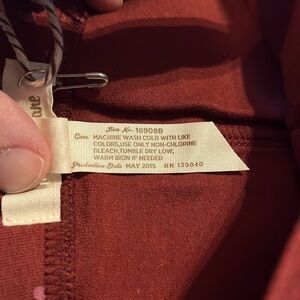 Item No. 18908B
Care MACHINE WASH COLD WITH LIKE
COLORS,USE ONLY NON-CHLORINE
BLEACH,TUMBLE DRY LOW,
WARM IRON IF NEEDED
Production Date MAY 2015 RN 139040